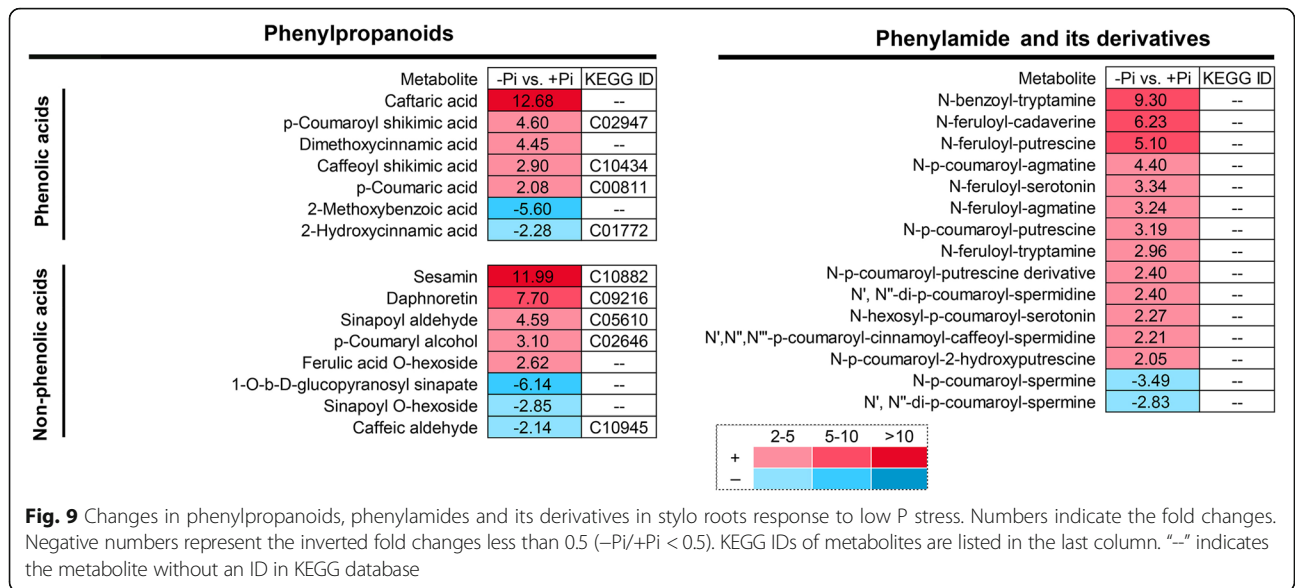 Phenylpropanoids
Phenolic acids
Metabolite -Pi vs. +Pi KEGG ID
Caftaric acid 12.68 --
p-Coumaroyl shikimic acid 4.60 C02947
Dimethoxycinnamic acid 4.45 --
Caffeoyl shikimic acid 2.90 C10434
p-Coumaric acid 2.08 C00811
2-Methoxybenzoic acid -5.60 --
2-Hydroxycinnamic acid -2.28 C01772
Non-phenolic acids
Sesamin 11.99 C10882
Daphnoretin 7.70 C09216
Sinapoyl aldehyde 4.59 C05610
p-Coumaryl alcohol 3.10 C02646
Ferulic acid O-hexoside 2.62 --
1-O-b-D-glucopyranosyl sinapate -6.14 --
Sinapoyl O-hexoside -2.85 --
Caffeic aldehyde -2.14 C10945
Phenylamide and its derivatives
Metabolite -Pi vs. +Pi KEGG ID
N-benzoyl-tryptamine 9.30 --
N-feruloyl-cadaverine 6.23 --
N-feruloyl-putrescine 5.10 --
N-p-coumaroyl-agmatine 4.40 --
N-feruloyl-serotonin 3.34 --
N-feruloyl-agmatine 3.24 --
N-p-coumaroyl-putrescine 3.19 --
N-feruloyl-tryptamine 2.96 --
N-p-coumaroyl-putrescine derivative 2.40 --
N', N''-di-p-coumaroyl-spermidine 2.40 --
N-hexosyl-p-coumaroyl-serotonin 2.27 --
N',N'',N'''-p-coumaroyl-cinnamoyl-caffeoyl-spermidine 2.21 --
N-p-coumaroyl-2-hydroxyputrescine 2.05 --
N-p-coumaroyl-spermine -3.49 --
N', N''-di-p-coumaroyl-spermine -2.83 --
2-5 5-10 >10
+
–
Fig. 9 Changes in phenylpropanoids, phenylamides and its derivatives in stylo roots response to low P stress. Numbers indicate the fold changes.
Negative numbers represent the inverted fold changes less than 0.5 (−Pi/+Pi < 0.5). KEGG IDs of metabolites are listed in the last column. “--” indicates
the metabolite without an ID in KEGG database